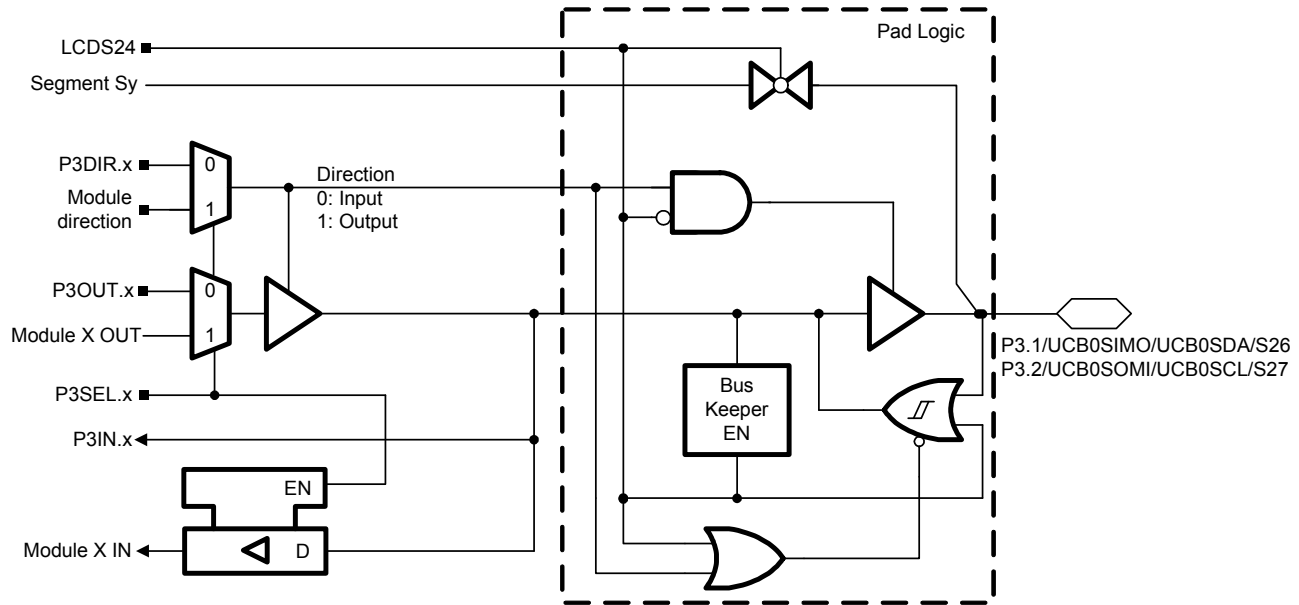 Pad Logic
LCDS24
Segment Sy
P3DIR.x
0
Module
direction
1
Direction
0: Input
1: Output
P3OUT.x
0
Module X OUT
1
P3.1/UCB0SIMO/UCB0SDA/S26
P3.2/UCB0SOMI/UCB0SCL/S27
P3SEL.x
Bus
Keeper
EN
P3IN.x
EN
Module X IN
D